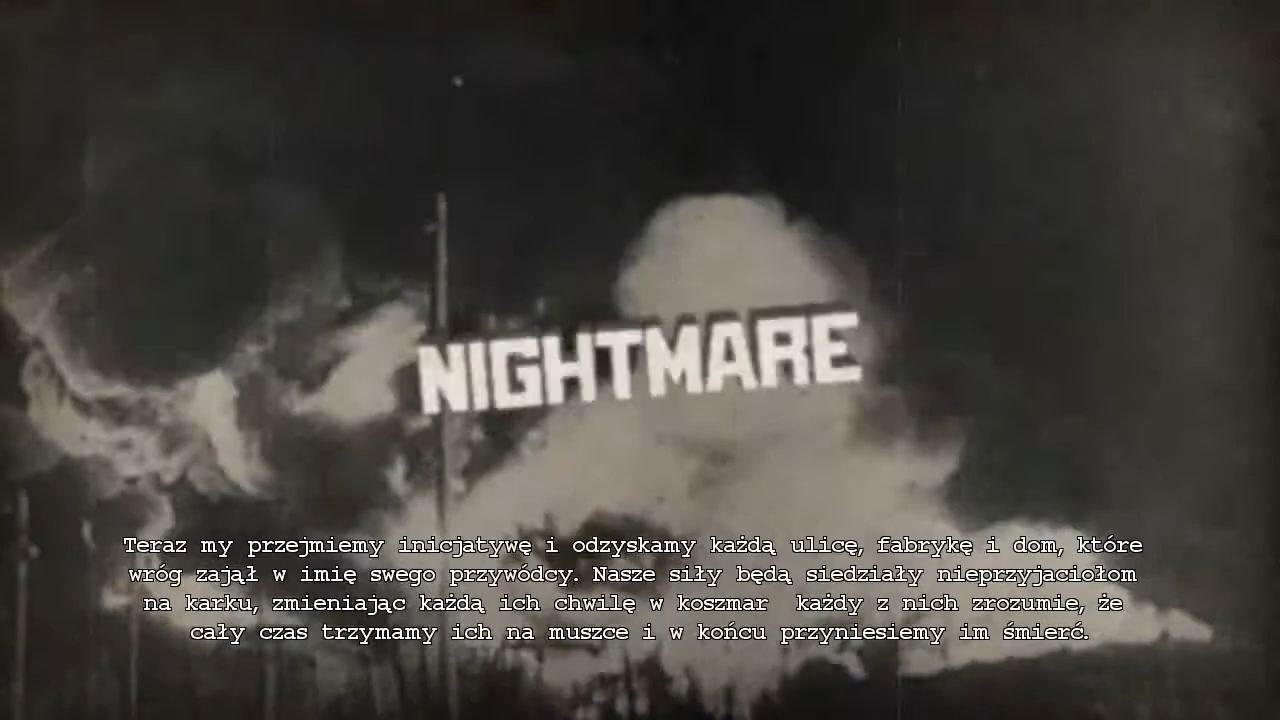 NIGHTMARE
Teraz my przejmiemy inicjatywę i odzyskamy każdą ulicę, fabrykę i dom, które
wróg zajął w imię swego przywódcy. Nasze siły będą siedziały nieprzyjaciołom
na karku, zmieniając każdą ich chwilę w koszmar  każdy z nich zrozumie, że
cały czas trzymamy ich na muszce i w końcu przyniesiemy im śmierć.